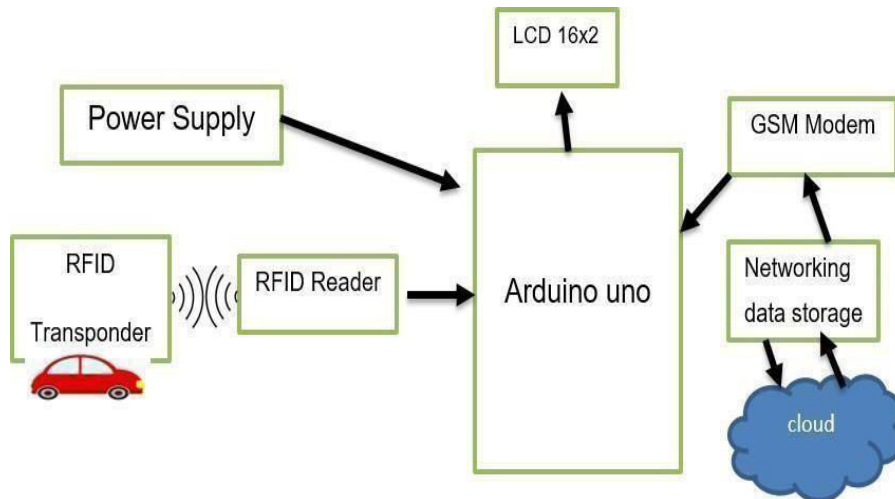 LCD 16x2
Power Supply
GSM Modem
RFID
Transponder
RFID Reader
Arduino uno
Networking
data storage
cloud